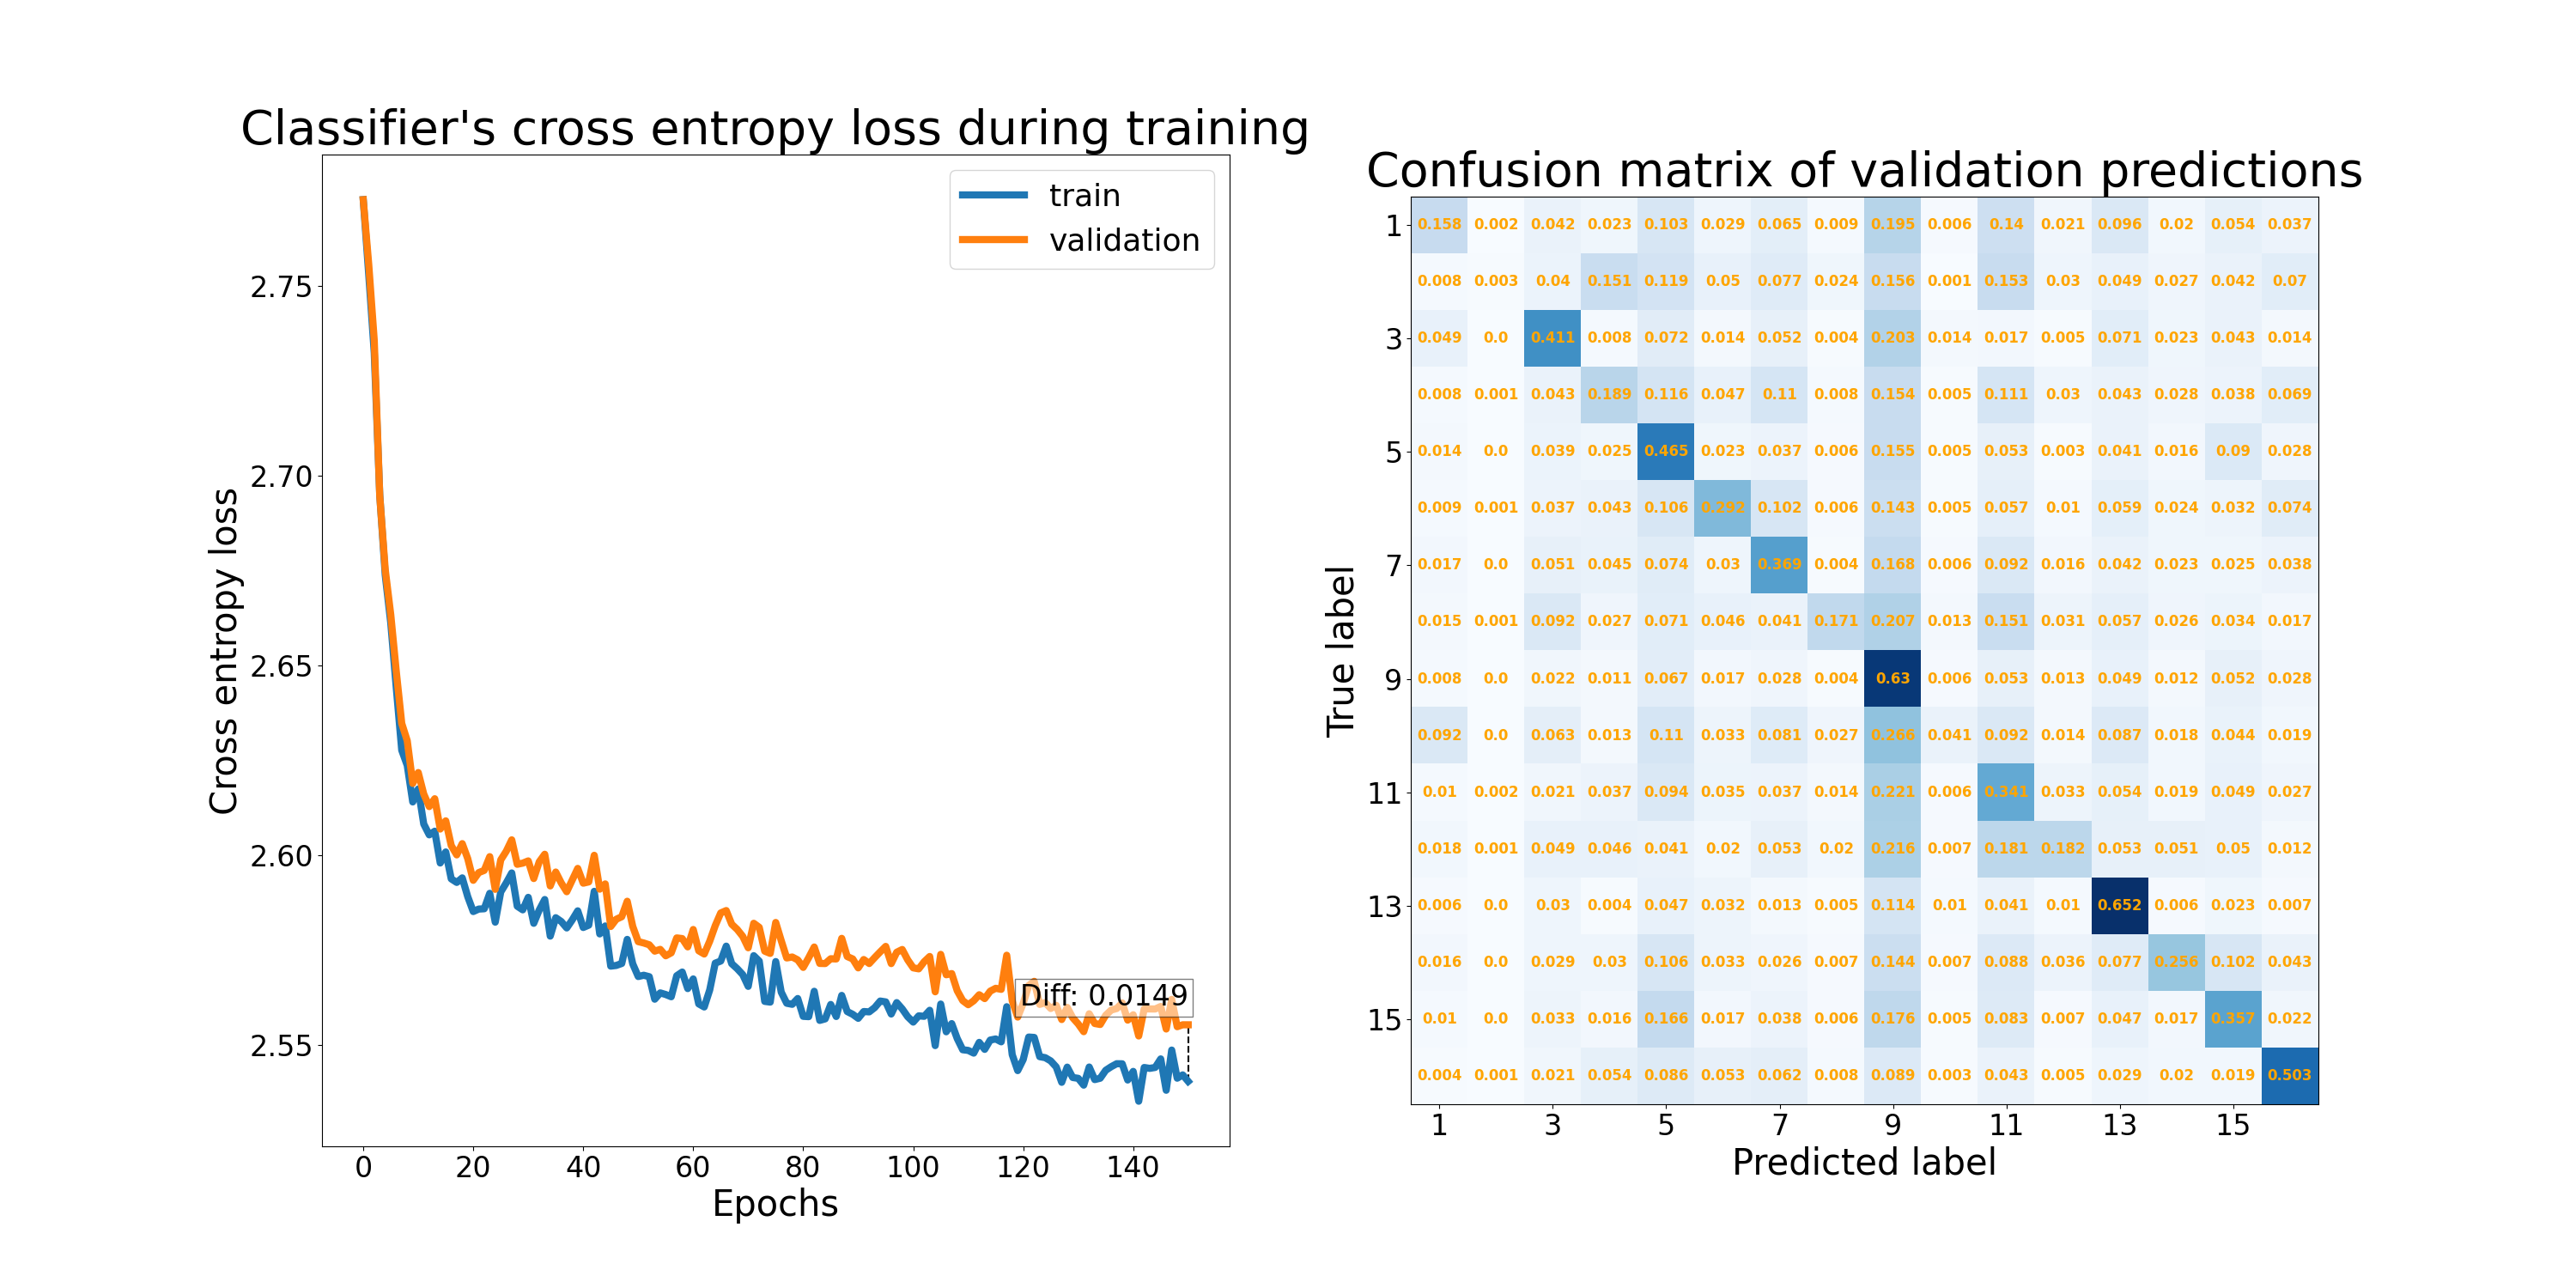 Classifier's cross entropy loss during training
train
validation
2.75
2.70
2.65
2.60
2.55
Cross entropy loss
Diff: 0.0149
0 20 40 60 80 100 120 140
Epochs
Confusion matrix of validation predictions
1 0.158 0.002 0.042 0.023 0.103 0.029 0.065 0.009 0.195 0.006 0.14 0.021 0.096 0.02 0.054 0.037
0.008 0.003 0.04 0.151 0.119 0.05 0.077 0.024 0.156 0.001 0.153 0.03 0.049 0.027 0.042 0.07
3 0.049 0.0 0.411 0.008 0.072 0.014 0.052 0.004 0.203 0.014 0.017 0.005 0.071 0.023 0.043 0.014
0.008 0.001 0.043 0.189 0.116 0.047 0.11 0.008 0.154 0.005 0.111 0.03 0.043 0.028 0.038 0.069
5 0.014 0.0 0.039 0.025 0.465 0.023 0.037 0.006 0.155 0.005 0.053 0.003 0.041 0.016 0.09 0.028
0.009 0.001 0.037 0.043 0.106 0.292 0.102 0.006 0.143 0.005 0.057 0.01 0.059 0.024 0.032 0.074
7 0.017 0.0 0.051 0.045 0.074 0.03 0.369 0.004 0.168 0.006 0.092 0.016 0.042 0.023 0.025 0.038
0.015 0.001 0.092 0.027 0.071 0.046 0.041 0.171 0.207 0.013 0.151 0.031 0.057 0.026 0.034 0.017
9 0.008 0.0 0.022 0.011 0.067 0.017 0.028 0.004 0.63 0.006 0.053 0.013 0.049 0.012 0.052 0.028
0.092 0.0 0.063 0.013 0.11 0.033 0.081 0.027 0.266 0.041 0.092 0.014 0.087 0.018 0.044 0.019
11 0.01 0.002 0.021 0.037 0.094 0.035 0.037 0.014 0.221 0.006 0.341 0.033 0.054 0.019 0.049 0.027
0.018 0.001 0.049 0.046 0.041 0.02 0.053 0.02 0.216 0.007 0.181 0.182 0.053 0.051 0.05 0.012
13 0.006 0.0 0.03 0.004 0.047 0.032 0.013 0.005 0.114 0.01 0.041 0.01 0.652 0.006 0.023 0.007
0.016 0.0 0.029 0.03 0.106 0.033 0.026 0.007 0.144 0.007 0.088 0.036 0.077 0.256 0.102 0.043
15 0.01 0.0 0.033 0.016 0.166 0.017 0.038 0.006 0.176 0.005 0.083 0.007 0.047 0.017 0.357 0.022
0.004 0.001 0.021 0.054 0.086 0.053 0.062 0.008 0.089 0.003 0.043 0.005 0.029 0.02 0.019 0.503
True label
1 3 5 7 9 11 13 15
Predicted label